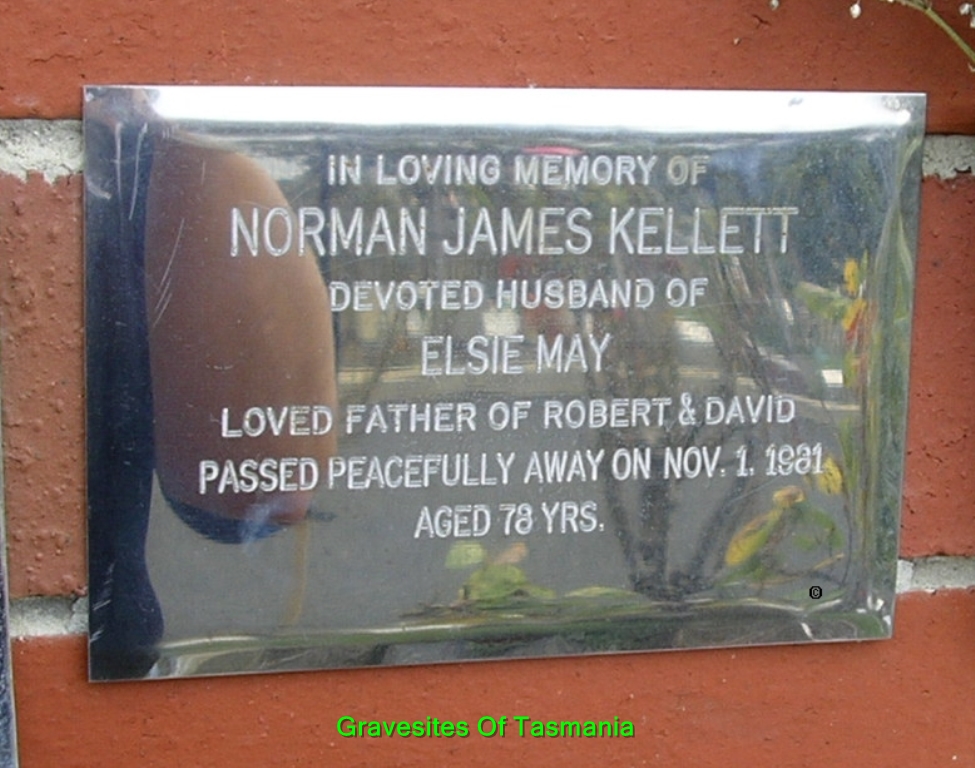 IN LOVING MEMORY OF
NORMAN JAMES KELLETT
DEVOTED HUSBAND OF
ELSIE MAY
LOVED FATHER OF ROBERT & DAVID
PASSED PEACEFULLY AWAY ON NOV. 1. 1981
AGED 78 YRS.
©
Gravesites Of Tasmania